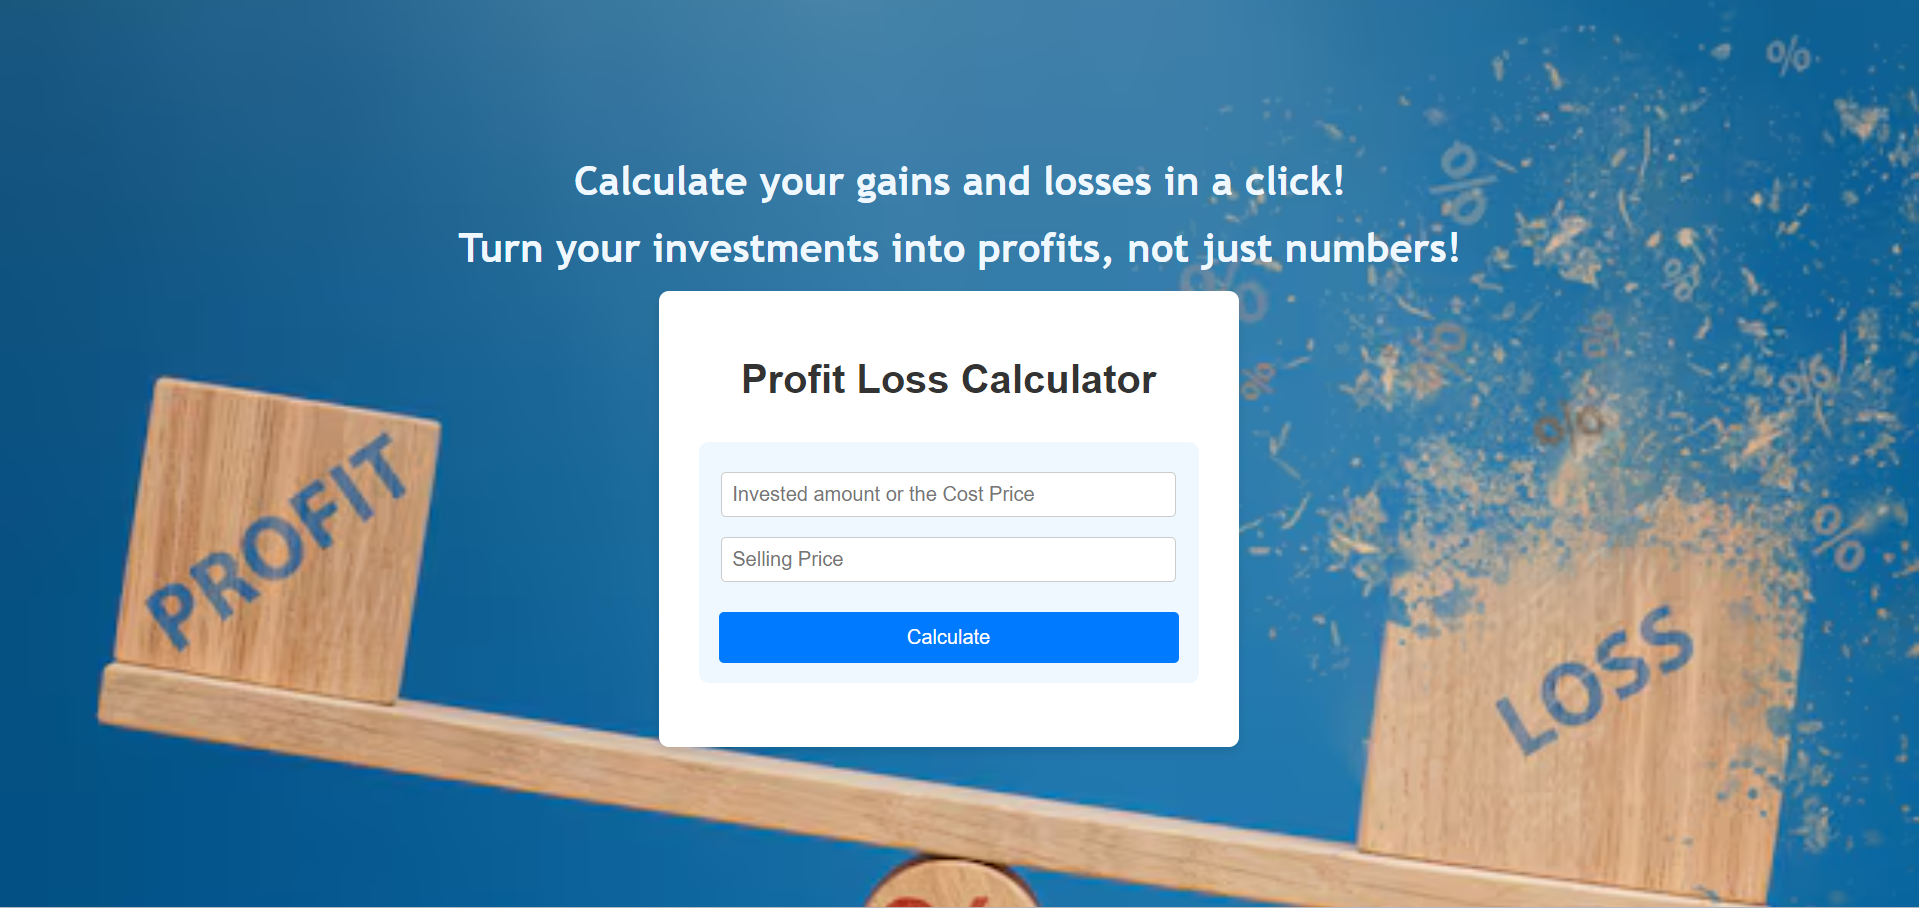 Calculate your gains and losses in a click!
Turn your investments into profits, not just numbers!
Profit Loss Calculator
Invested amount or the Cost Price
Selling Price
Calculate
PROFIT
LOSS
%
%
%
%
%
%
%
%
%
%
%